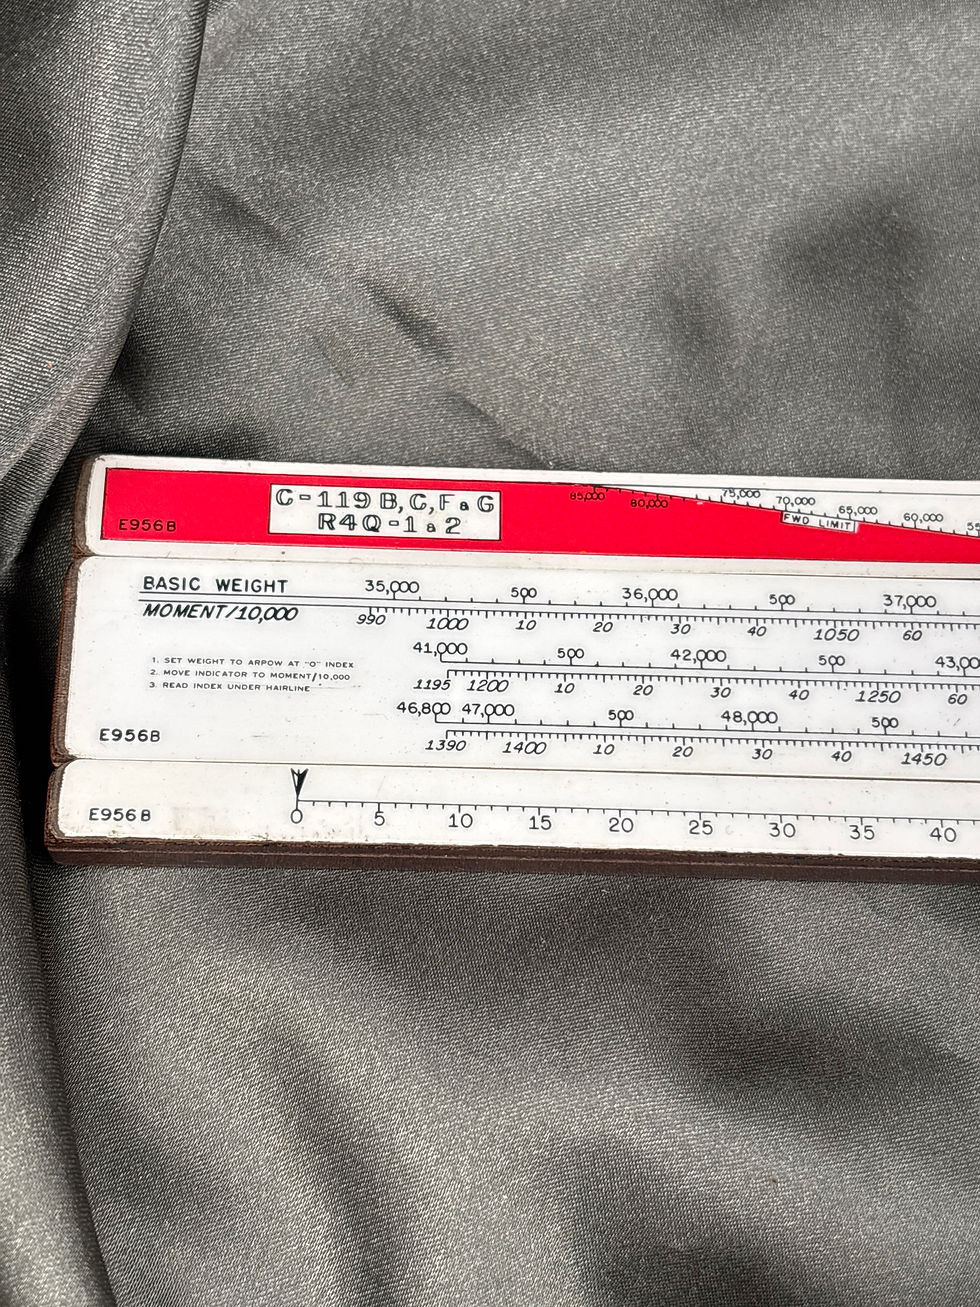 C-119 B, C, F & G
R4Q-1 & 2
E956B
85,000 80,000 75,000 70,000 65,000 60,000 55
FWD LIMIT
BASIC WEIGHT 35,000 500 36,000 500 37,000
MOMENT/10,000 990 1000 10 20 30 40 1050 60
41,000 500 42,000 500 43,00
1195 1200 10 20 30 40 1250 60
1. SET WEIGHT TO ARPOW AT "O" INDEX
2. MOVE INDICATOR TO MOMENT/10,000
3. READ INDEX UNDER HAIRLINE
46,800 47,000 500 48,000 500
1390 1400 10 20 30 40 1450
E956B
E956B
0 5 10 15 20 25 30 35 40